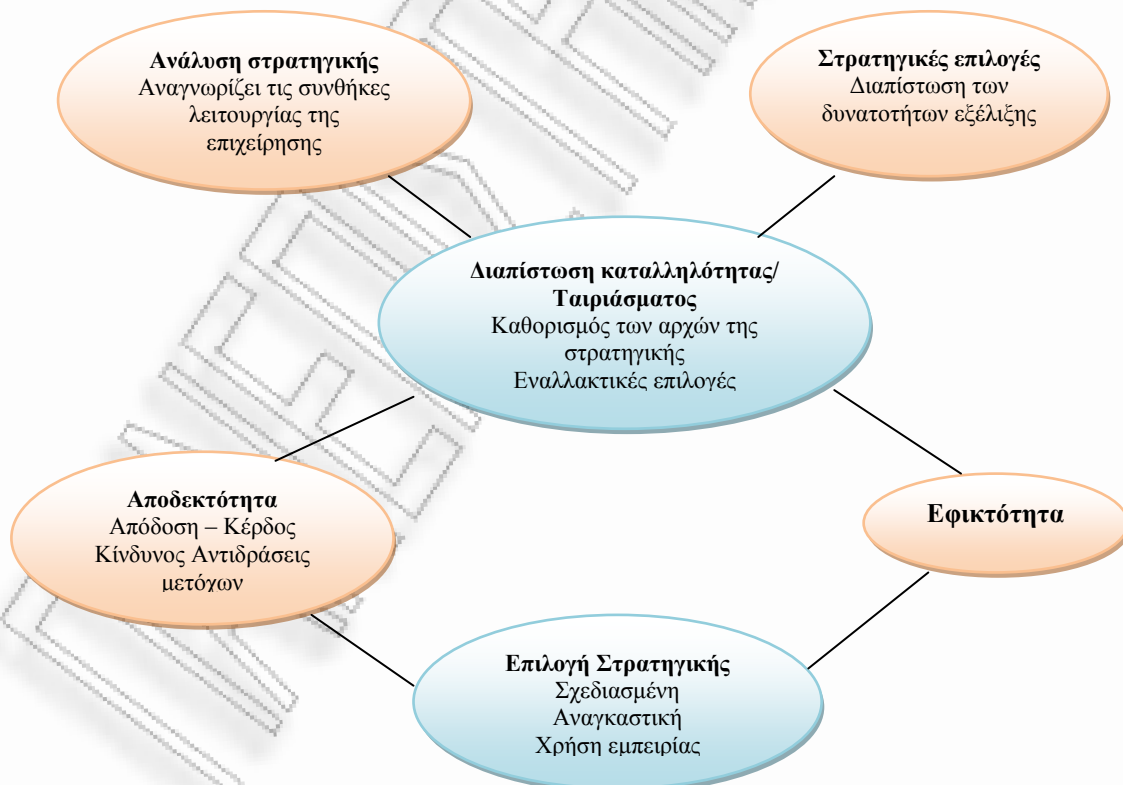 Ανάλυση στρατηγικής
Αναγνωρίζει τις συνθήκες
λειτουργίας της
επιχείρησης
Στρατηγικές επιλογές
Διαπίστωση των
δυνατοτήτων εξέλιξης
Διαπίστωση καταλληλότητας/
Ταιριάσματος
Καθορισμός των αρχών της
στρατηγικής
Εναλλακτικές επιλογές
Αποδεκτότητα
Απόδοση – Κέρδος
Κίνδυνος Αντιδράσεις
μετόχων
Εφικτότητα
Επιλογή Στρατηγικής
Σχεδιασμένη
Αναγκαστική
Χρήση εμπειρίας